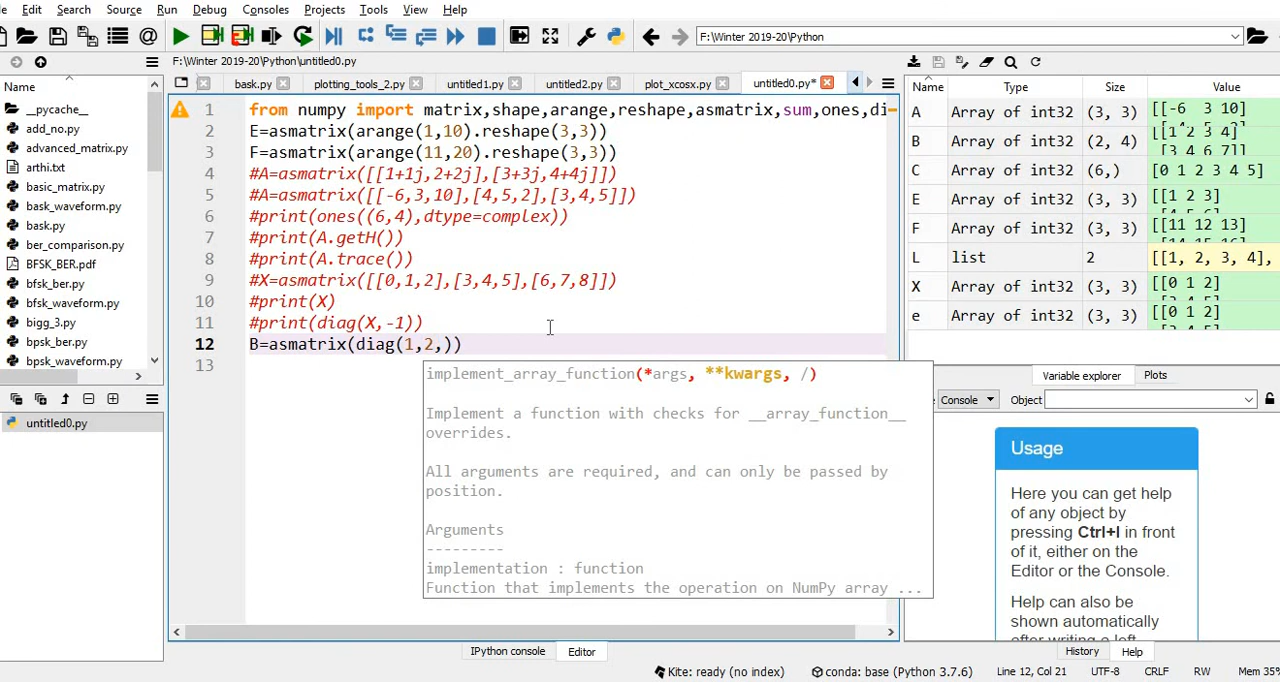 Edit Search Source Run Debug Consoles Projects Tools View Help
F:\Winter 2019-20\Python
F:\Winter 2019-20\Python\untitled0.py
bask.py plotting_tools_2.py untitled1.py untitled2.py plot_xcosx.py untitled0.py*
Name
__pycache__
add_no.py
advanced_matrix.py
arthi.txt
basic_matrix.py
bask_waveform.py
bask.py
ber_comparison.py
BFSK_BER.pdf
bfsk_ber.py
bfsk_waveform.py
bigg_3.py
bpsk_ber.py
bpsk_waveform.py
untitled0.py
1 from numpy import matrix,shape,arange,reshape,asmatrix,sum,ones,di
2 E=asmatrix(arange(1,10).reshape(3,3))
3 F=asmatrix(arange(11,20).reshape(3,3))
4 #A=asmatrix([[1+1j,2+2j],[3+3j,4+4j]])
5 #A=asmatrix([[-6,3,10],[4,5,2],[3,4,5]])
6 #print(ones((6,4),dtype=complex))
7 #print(A.getH())
8 #print(A.trace())
9 #X=asmatrix([[0,1,2],[3,4,5],[6,7,8]])
10 #print(X)
11 #print(diag(X,-1))
12 B=asmatrix(diag(1,2,))
13
implement_array_function(*args, **kwargs, /)
Implement a function with checks for __array_function__
overrides.
All arguments are required, and can only be passed by
position.
Arguments
---------
implementation : function
Function that implements the operation on NumPy array ...
IPython console Editor
Name Type Size Value
A Array of int32 (3, 3) [[-6 3 10]
B Array of int32 (2, 4) [[1 2 3 4]
[3 4 6 7]]
C Array of int32 (6,) [0 1 2 3 4 5]
E Array of int32 (3, 3) [[1 2 3]
F Array of int32 (3, 3) [[11 12 13]
L list 2 [[1, 2, 3, 4],
X Array of int32 (3, 3) [[0 1 2]
e Array of int32 (3, 3) [[0 1 2]
Variable explorer Plots
Console Object
Usage
Here you can get help
of any object by
pressing Ctrl+I in front
of it, either on the
Editor or the Console.
Help can also be
shown automatically
after writing a left
History Help
Kite: ready (no index) conda: base (Python 3.7.6) Line 12, Col 21 UTF-8 CRLF RW Mem 35%